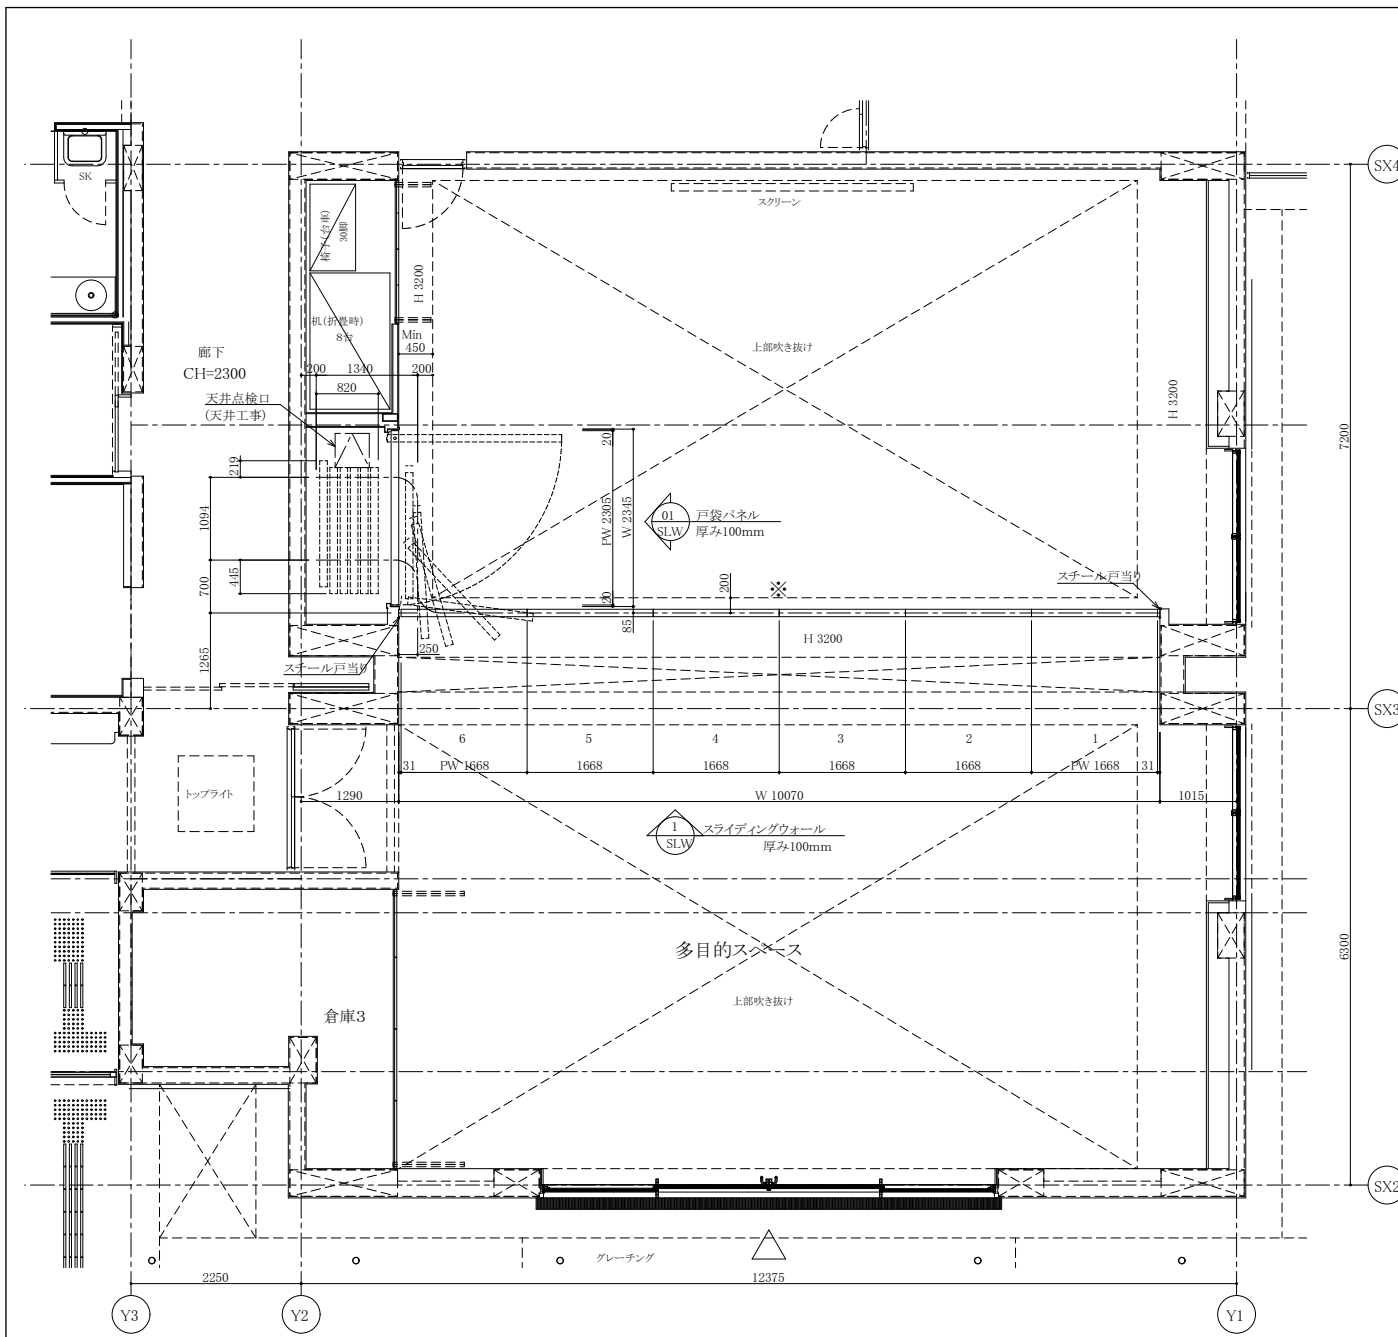 SX4
SK
スクリーン
椅子(台車)
30脚
H 3200
机(折畳時)
8台
Min
450
上部吹き抜け
廊下
CH=2300
200
1340
200
820
天井点検口
(天井工事)
H 3200
7200
219
20
1094
PW 2305
W 2345
01
SLW
戸袋パネル
厚み100mm
445
700
20
200
※
スチール戸当り
85
H 3200
1265
250
スチール戸当り
SX3
6
5
4
3
2
1
31
PW 1668
1668
1668
1668
1668
PW 1668
31
トップライト
1290
W 10070
1015
1
SLW
スライディングウォール
厚み100mm
多目的スペース
6300
上部吹き抜け
倉庫3
SX2
グレーチング
2250
12375
Y3
Y2
Y1